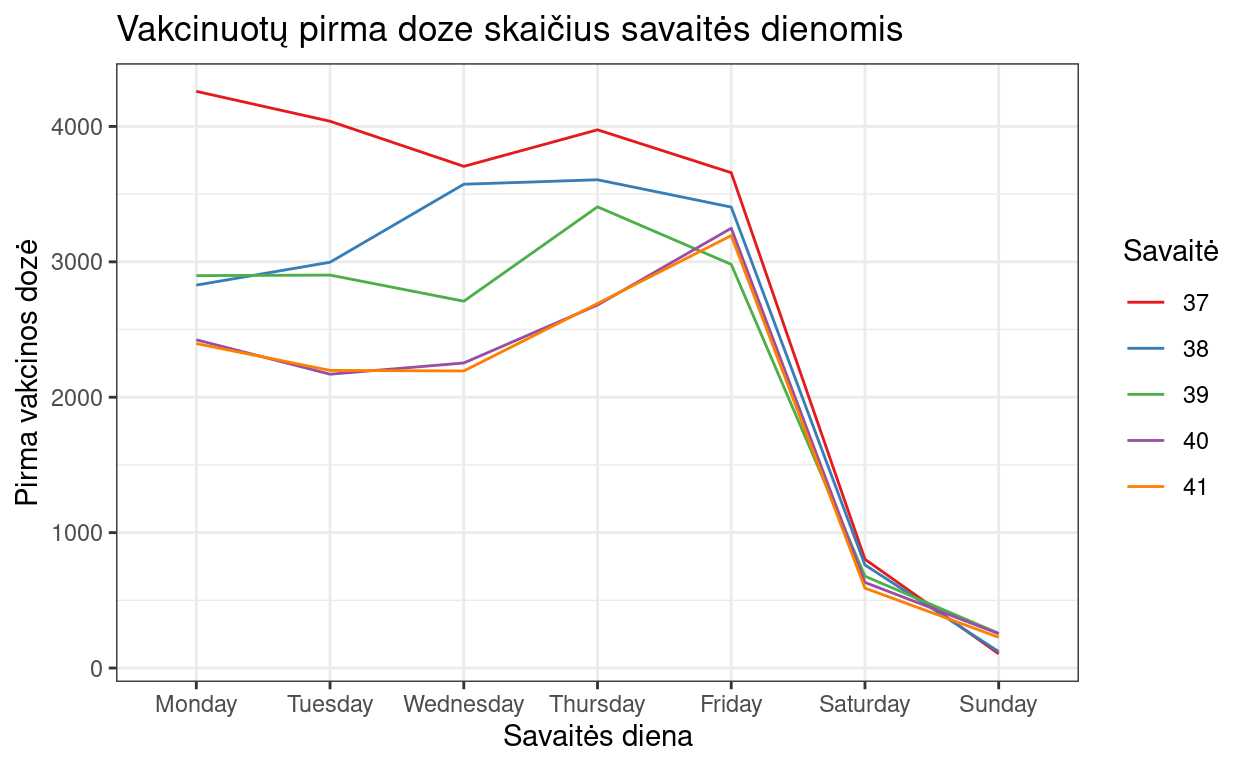 Vakcinuotų pirma doze skaičius savaitės dienomis
Pirma vakcinos dozė
4000
3000
2000
1000
0
Monday Tuesday Wednesday Thursday Friday Saturday Sunday
Savaitės diena
Savaitė
37
38
39
40
41